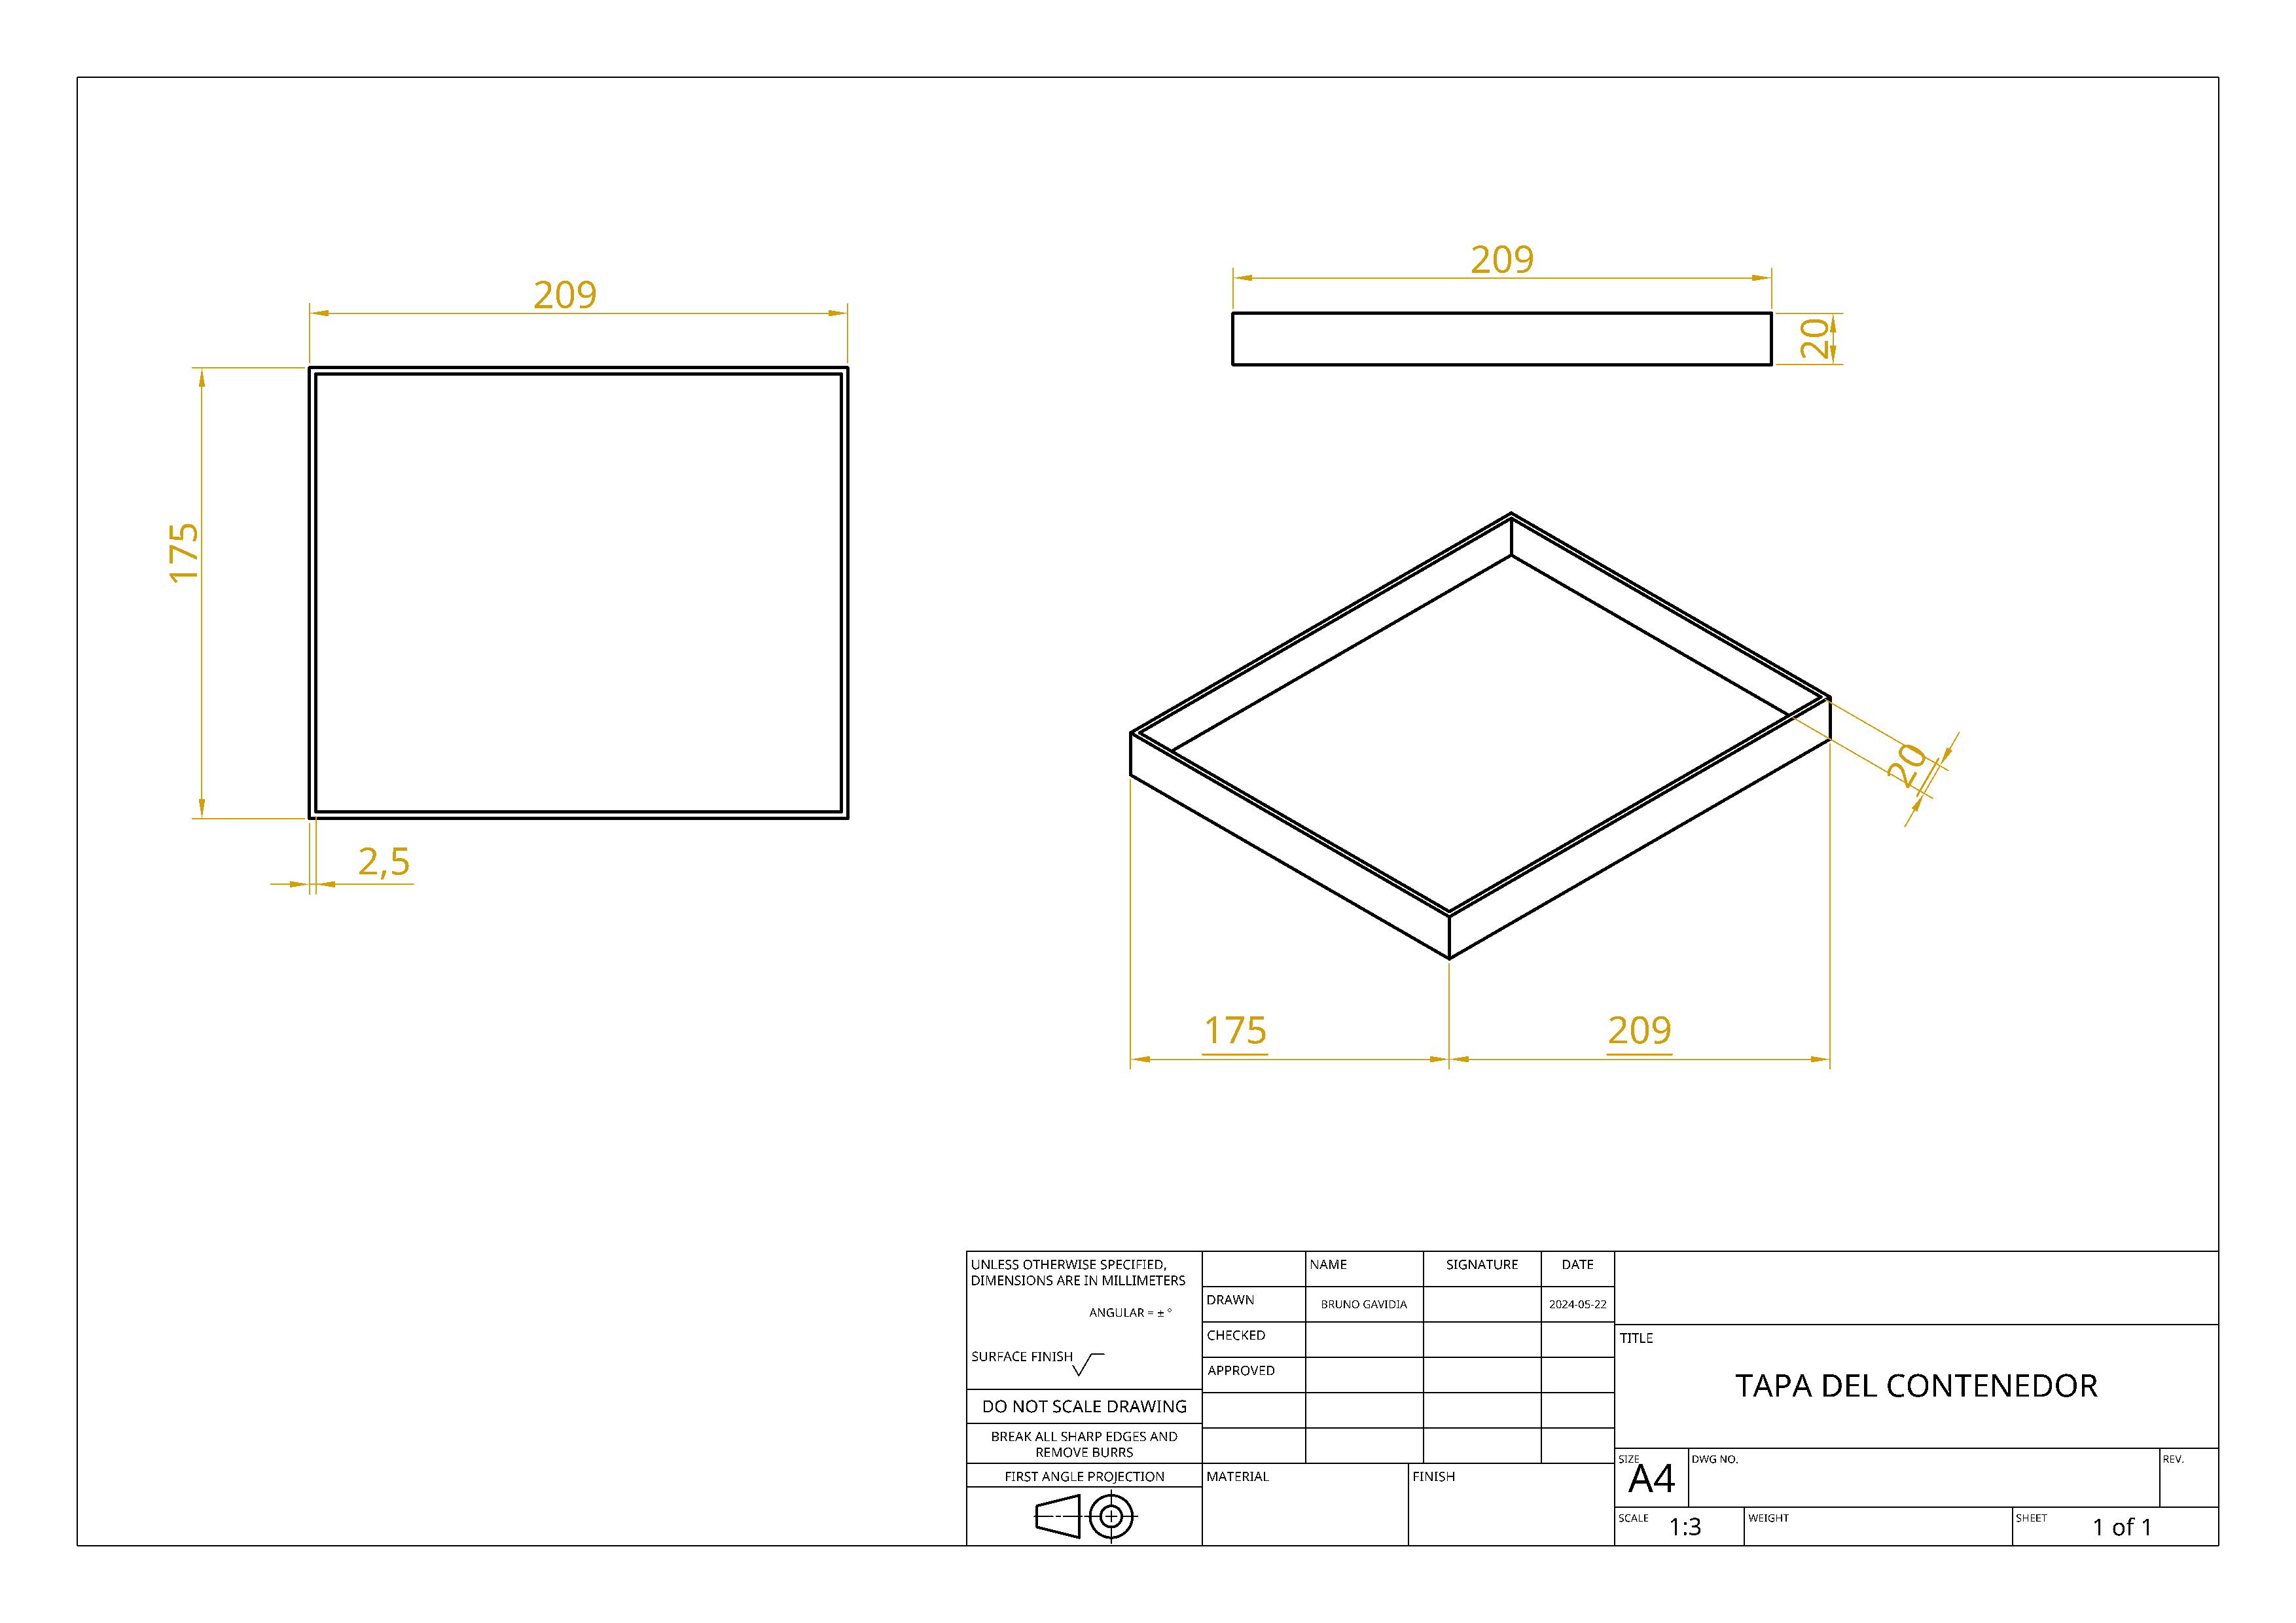 209
175
2,5
209
20
20
175
209
UNLESS OTHERWISE SPECIFIED,
DIMENSIONS ARE IN MILLIMETERS
ANGULAR = ± °
SURFACE FINISH
DO NOT SCALE DRAWING
BREAK ALL SHARP EDGES AND
REMOVE BURRS
FIRST ANGLE PROJECTION
NAME SIGNATURE DATE
DRAWN BRUNO GAVIDIA 2024-05-22
CHECKED
APPROVED
MATERIAL FINISH
TITLE
TAPA DEL CONTENEDOR
SIZE A4 DWG NO. REV.
SCALE 1:3 WEIGHT SHEET 1 of 1